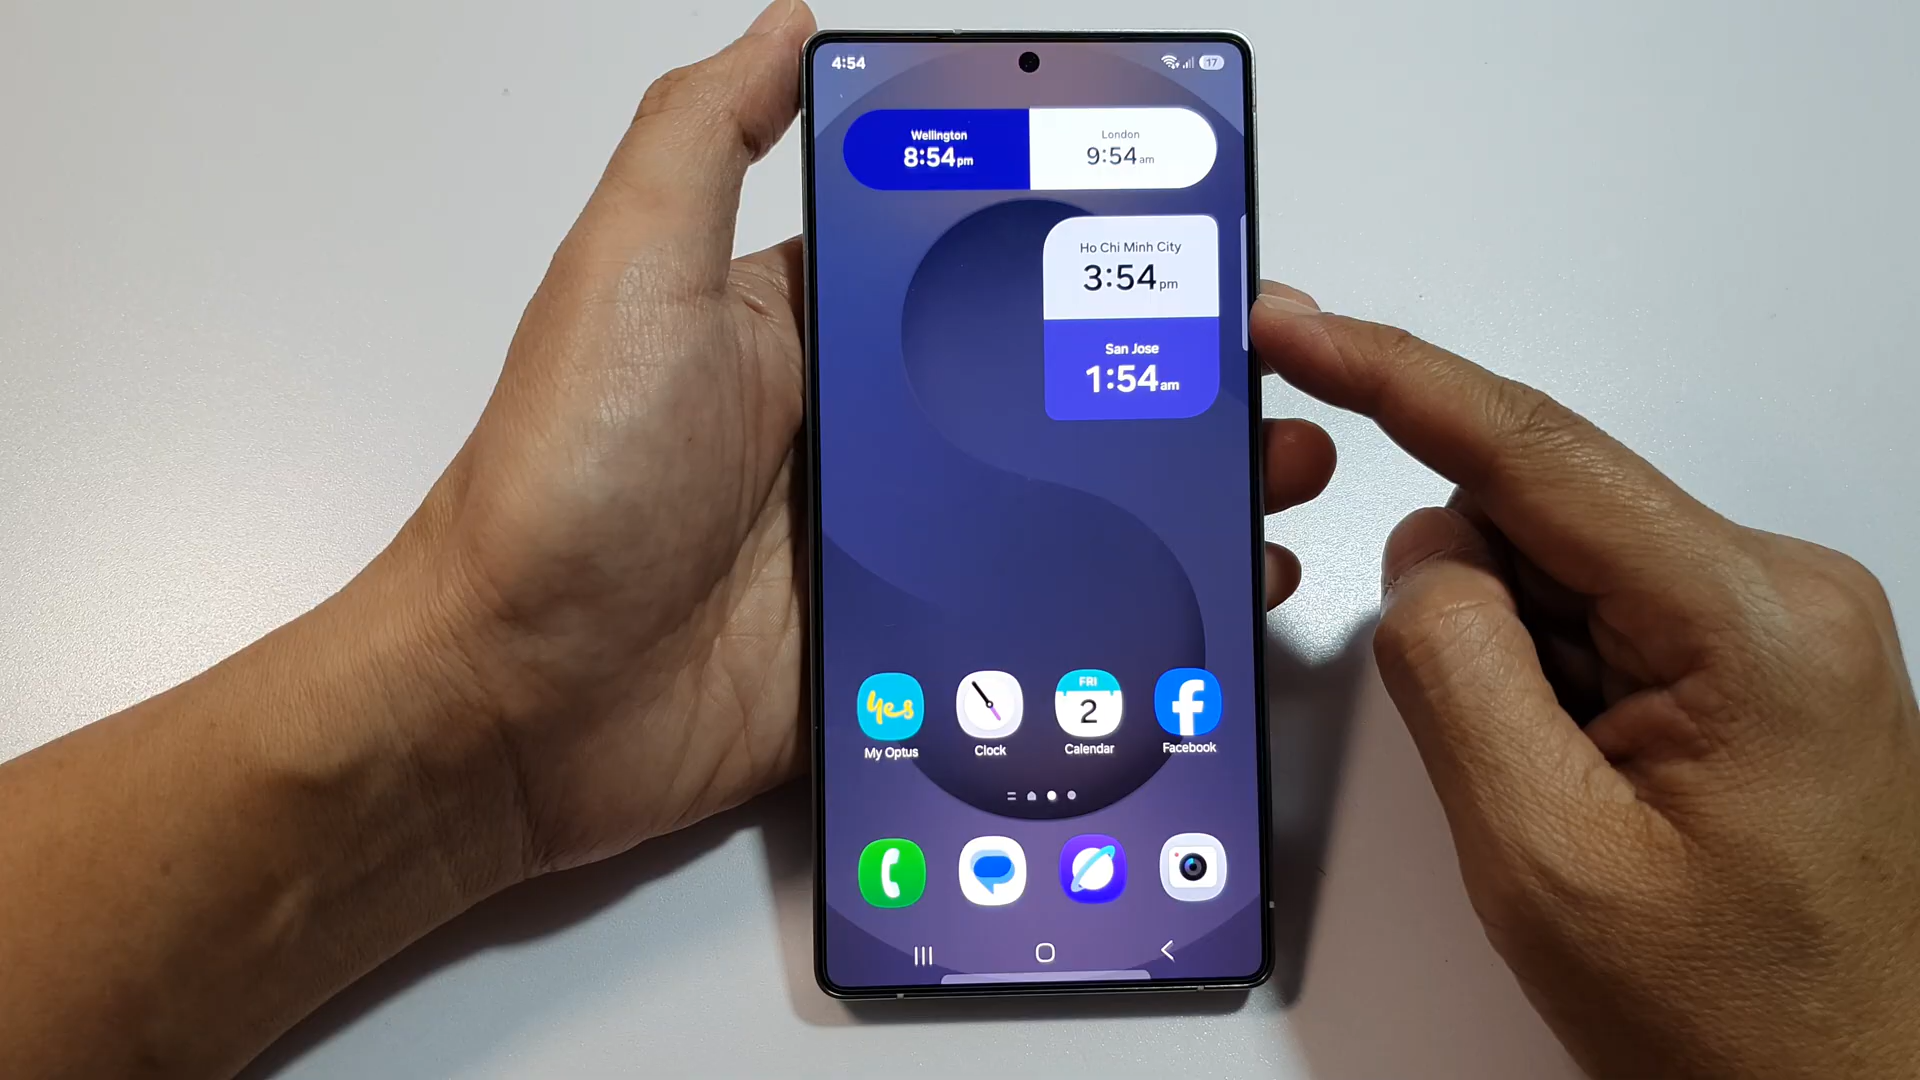 4:54
17
Wellington
8:54pm
London
9:54am
Ho Chi Minh City
3:54pm
San Jose
1:54am
yes
FRI
2
My Optus
Clock
Calendar
Facebook